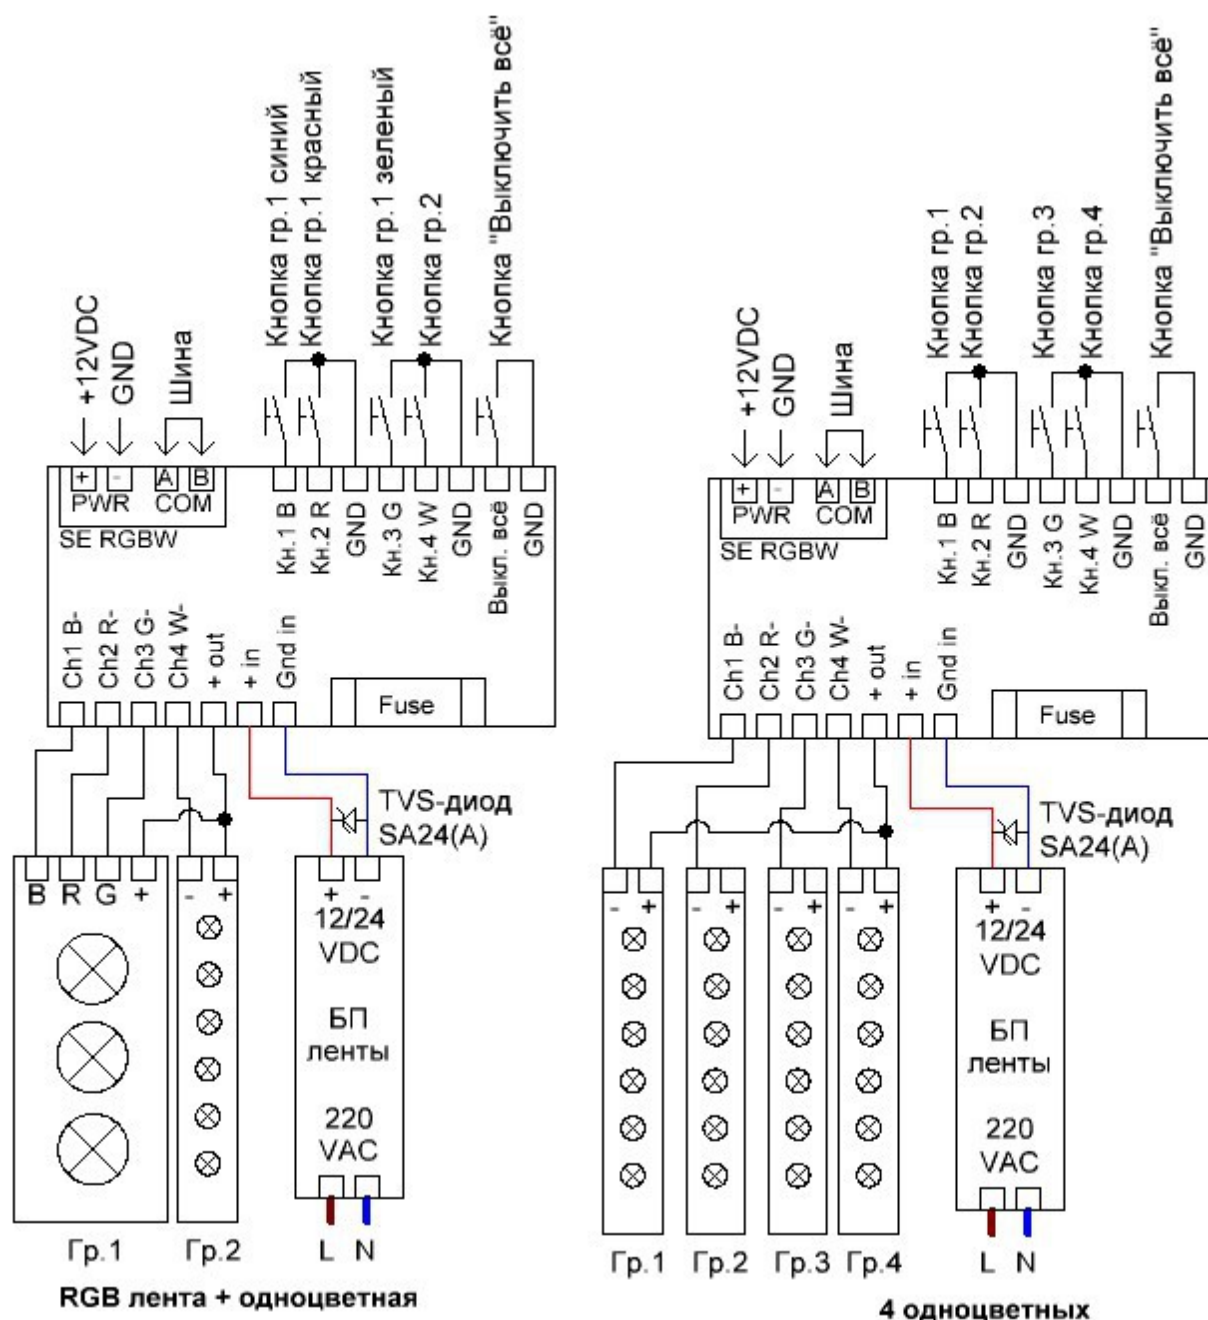 Кнопка гр.1 синий
Кнопка гр.1 красный
Кнопка гр.1 зеленый
Кнопка гр.2
Кнопка "Выключить всё"
+12VDC
GND
Шина
+
-
A
B
PWR
COM
SE RGBW
Кн.1 B
Кн.2 R
GND
Кн.3 G
Кн.4 W
GND
Выкл. всё
GND
Ch1 B-
Ch2 R-
Ch3 G-
Ch4 W-
+ out
+ in
Gnd in
Fuse
TVS-диод
SA24(A)
B
R
G
+
-
+
+
-
12/24
VDC
БП
ленты
220
VAC
Гр.1
Гр.2
L
N
RGB лента + одноцветная
Кнопка гр.1
Кнопка гр.2
Кнопка гр.3
Кнопка гр.4
Кнопка "Выключить всё"
+12VDC
GND
Шина
+
-
A
B
PWR
COM
SE RGBW
Кн.1 B
Кн.2 R
GND
Кн.3 G
Кн.4 W
GND
Выкл. всё
GND
Ch1 B-
Ch2 R-
Ch3 G-
Ch4 W-
+ out
+ in
Gnd in
Fuse
TVS-диод
SA24(A)
-
+
-
+
-
+
-
+
+
-
12/24
VDC
БП
ленты
220
VAC
Гр.1
Гр.2
Гр.3
Гр.4
L
N
4 одноцветных